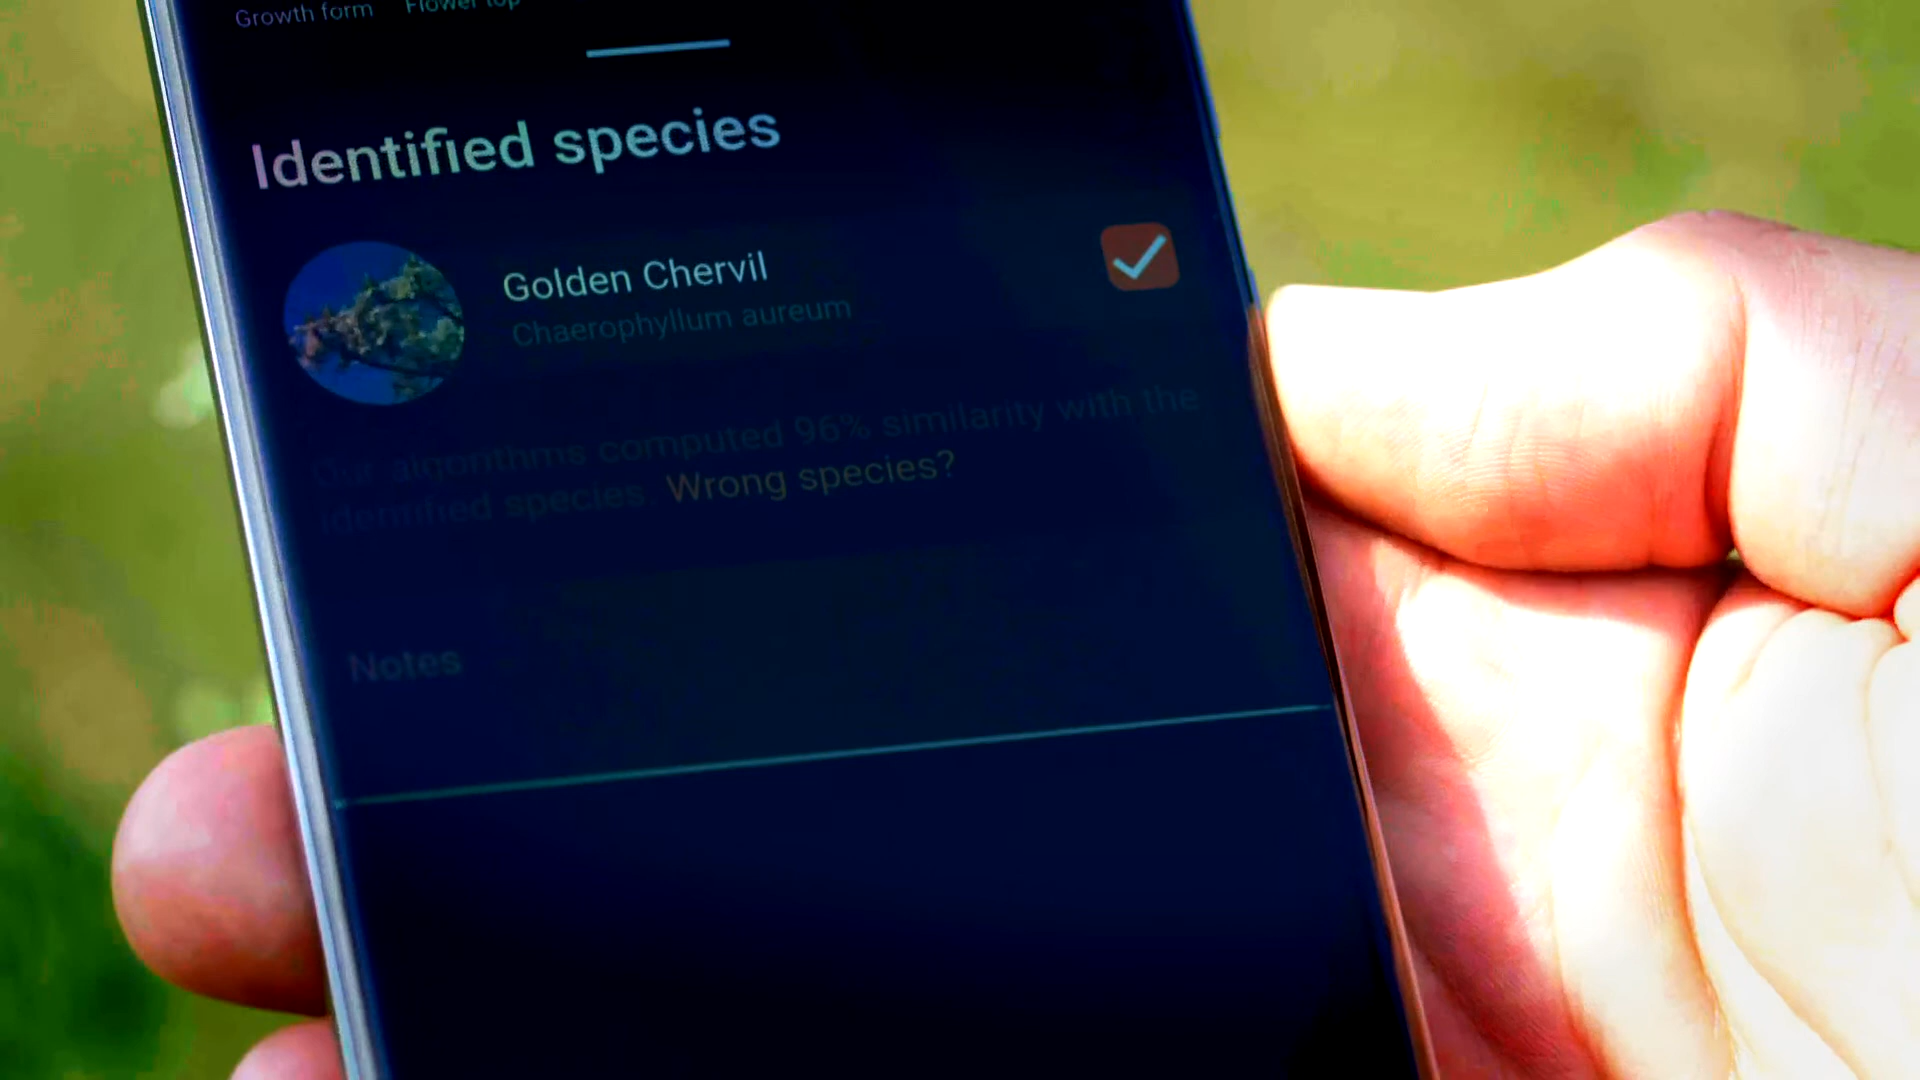 Growth form Flower top
Identified species
Golden Chervil
Chaerophyllum aureum
Our algorithms computed 96% similarity with the
identified species. Wrong species?
Notes